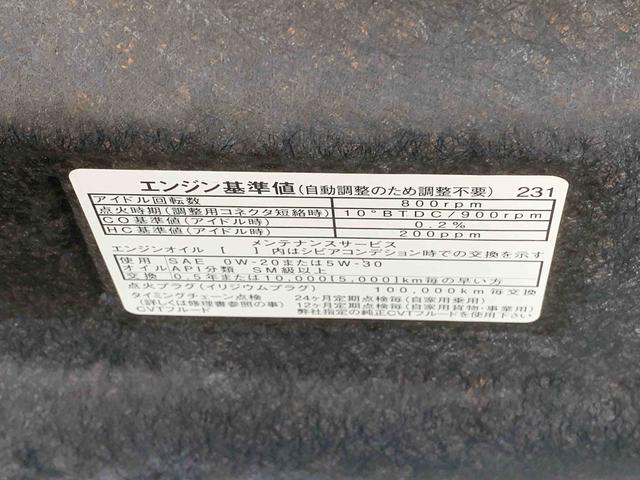 エンジン基準値(自動調整のため調整不要) 231
アイドル回転数 800rpm
点火時期(調整用コネクタ短絡時) 10°BTDC/900rpm
CO基準値(アイドル時) 0.2%
HC基準値(アイドル時) 200ppm
メンテナンスサービス
エンジンオイル [ ] 内はシビアコンデション時での交換を示す
使用 SAE 0W-20または5W-30
オイル API分類 SM級以上
交換 0.5年または10,000[5,000]km毎の早い方
点火プラグ(イリジウムプラグ) 100,000km毎交換
タイミングチェーン点検 24ヶ月定期点検毎(自家用乗用)
(詳しくは修理書参照の事) 12ヶ月定期点検毎(自家用貨物・事業用)
CVTフルード 弊社指定の純正CVTフルードを使用下さい